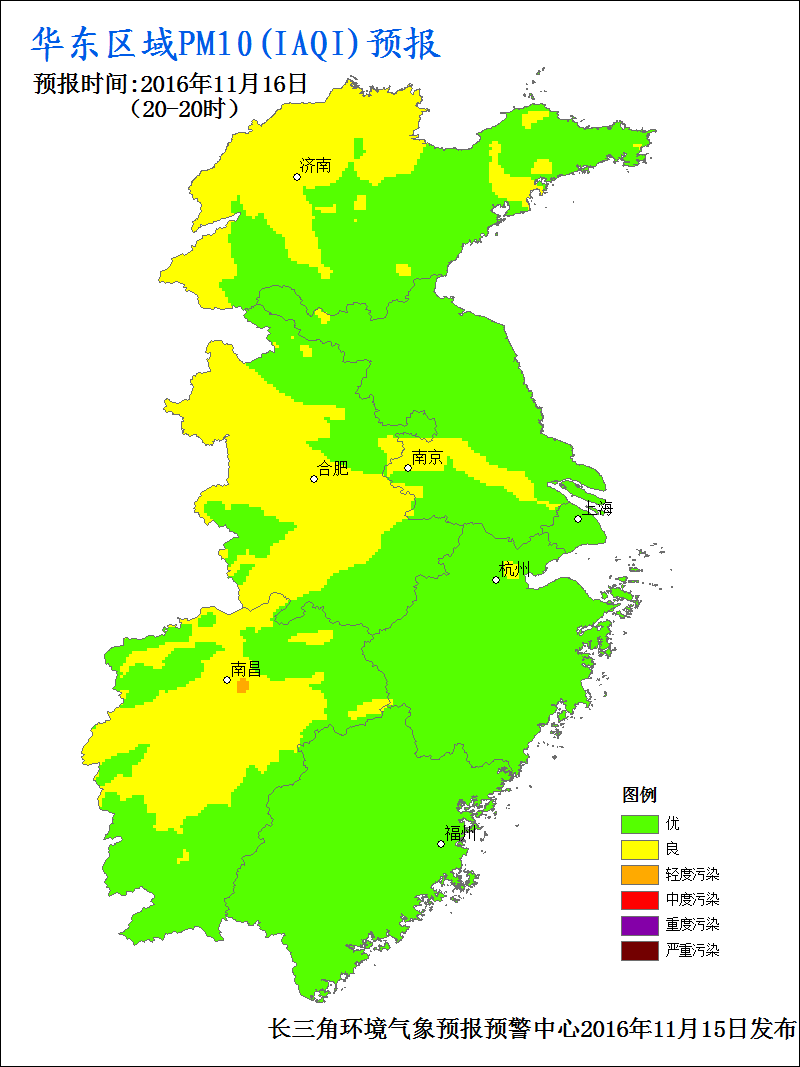 华东区域PM10(IAQI)预报
预报时间:2016年11月16日
(20-20时)
济南
合肥
南京
上海
杭州
南昌
福州
图例
优
良
轻度污染
中度污染
重度污染
严重污染
长三角环境气象预报预警中心2016年11月15日发布